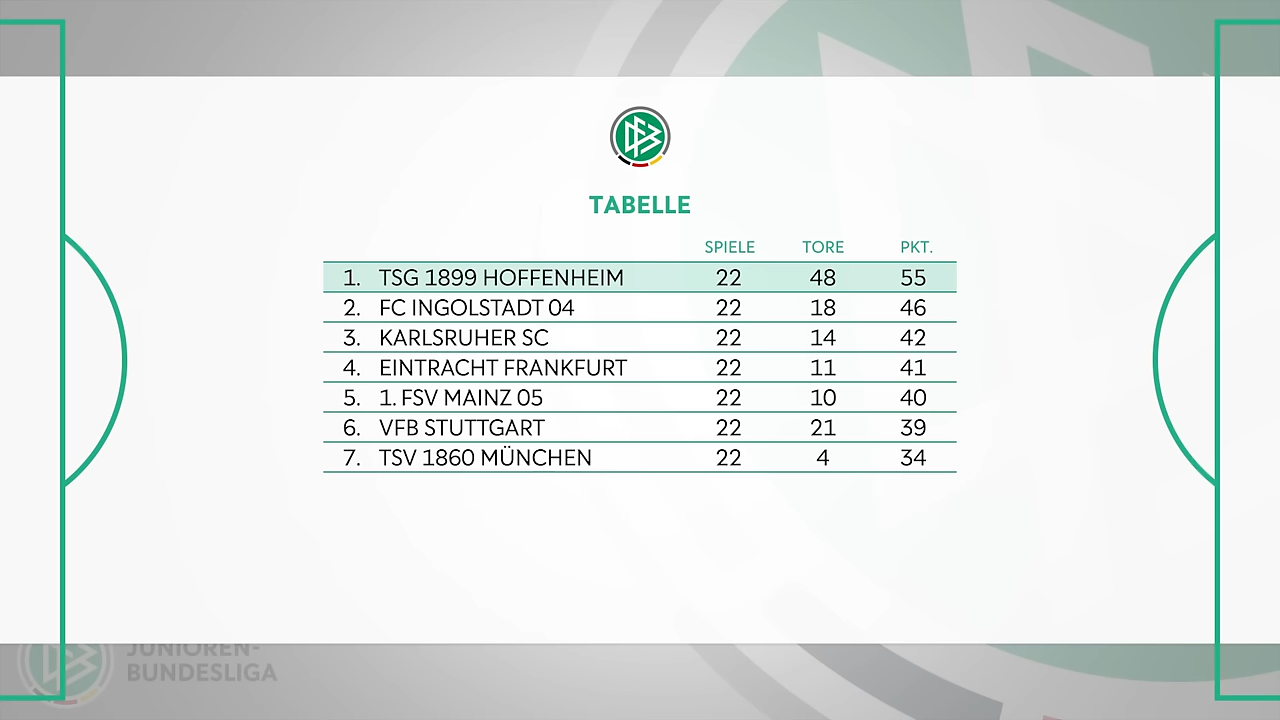 DFB
TABELLE
SPIELE TORE PKT.
1. TSG 1899 HOFFENHEIM 22 48 55
2. FC INGOLSTADT 04 22 18 46
3. KARLSRUHER SC 22 14 42
4. EINTRACHT FRANKFURT 22 11 41
5. 1. FSV MAINZ 05 22 10 40
6. VFB STUTTGART 22 21 39
7. TSV 1860 MÜNCHEN 22 4 34
JUNIOREN-
BUNDESLIGA